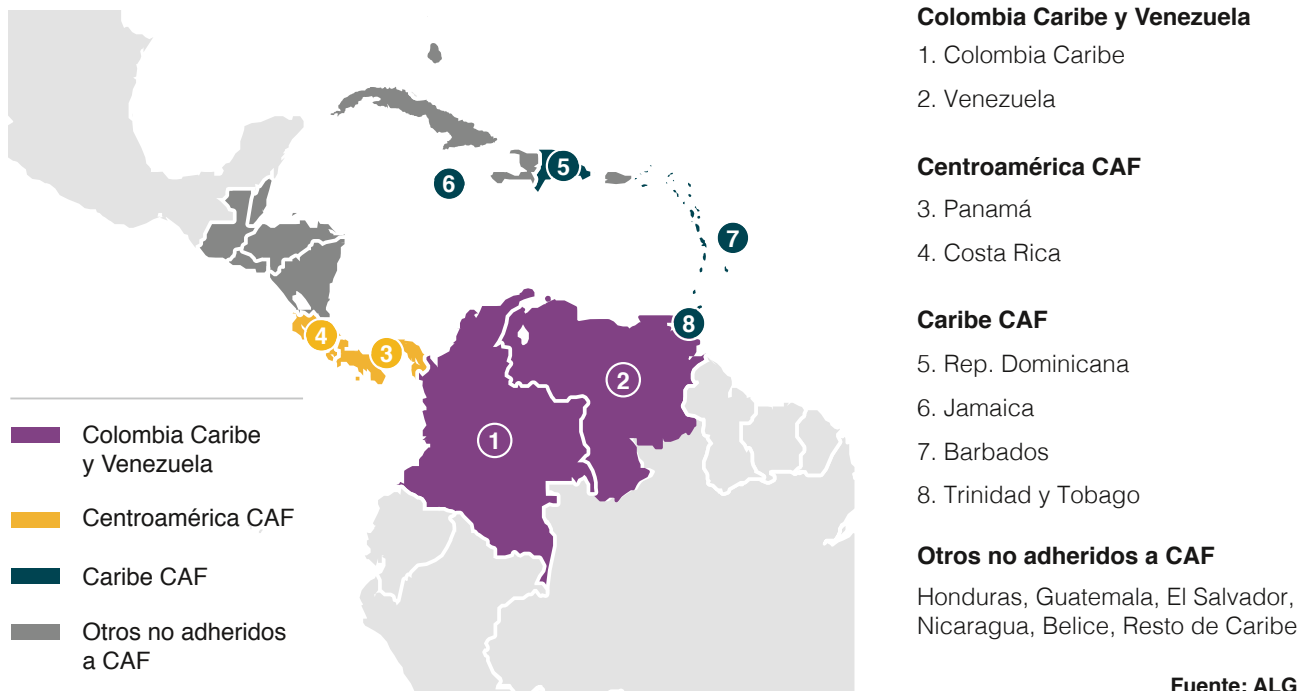 5
6
7
8
4
3
2
1
Colombia Caribe
y Venezuela
Centroamérica CAF
Caribe CAF
Otros no adheridos
a CAF
Colombia Caribe y Venezuela
1. Colombia Caribe
2. Venezuela
Centroamérica CAF
3. Panamá
4. Costa Rica
Caribe CAF
5. Rep. Dominicana
6. Jamaica
7. Barbados
8. Trinidad y Tobago
Otros no adheridos a CAF
Honduras, Guatemala, El Salvador,
Nicaragua, Belice, Resto de Caribe
Fuente: ALG